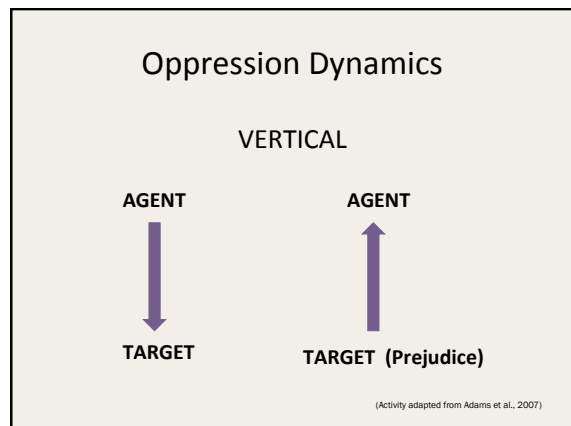 Oppression Dynamics
VERTICAL
AGENT AGENT
TARGET TARGET (Prejudice)
(Activity adapted from Adams et al., 2007)